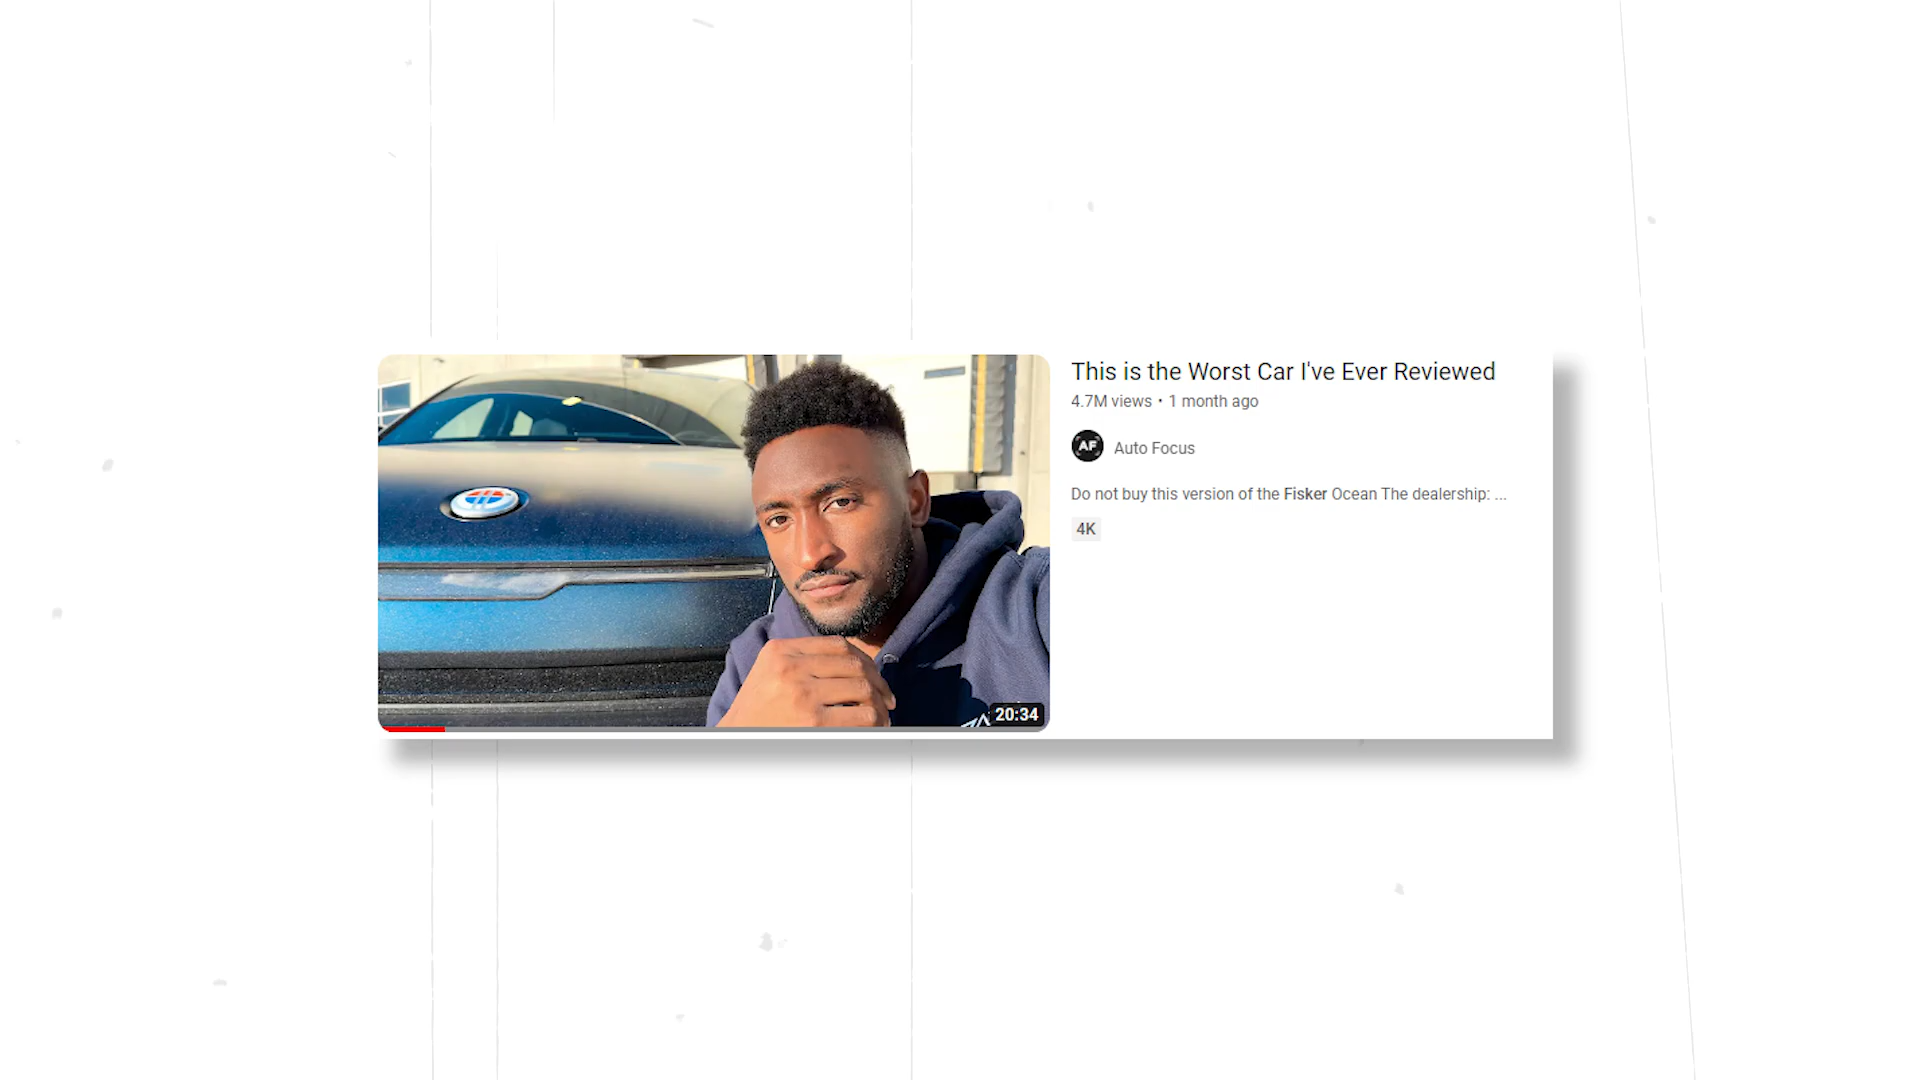 This is the Worst Car I've Ever Reviewed
4.7M views • 1 month ago
AF
Auto Focus
Do not buy this version of the Fisker Ocean The dealership: ...
4K
20:34